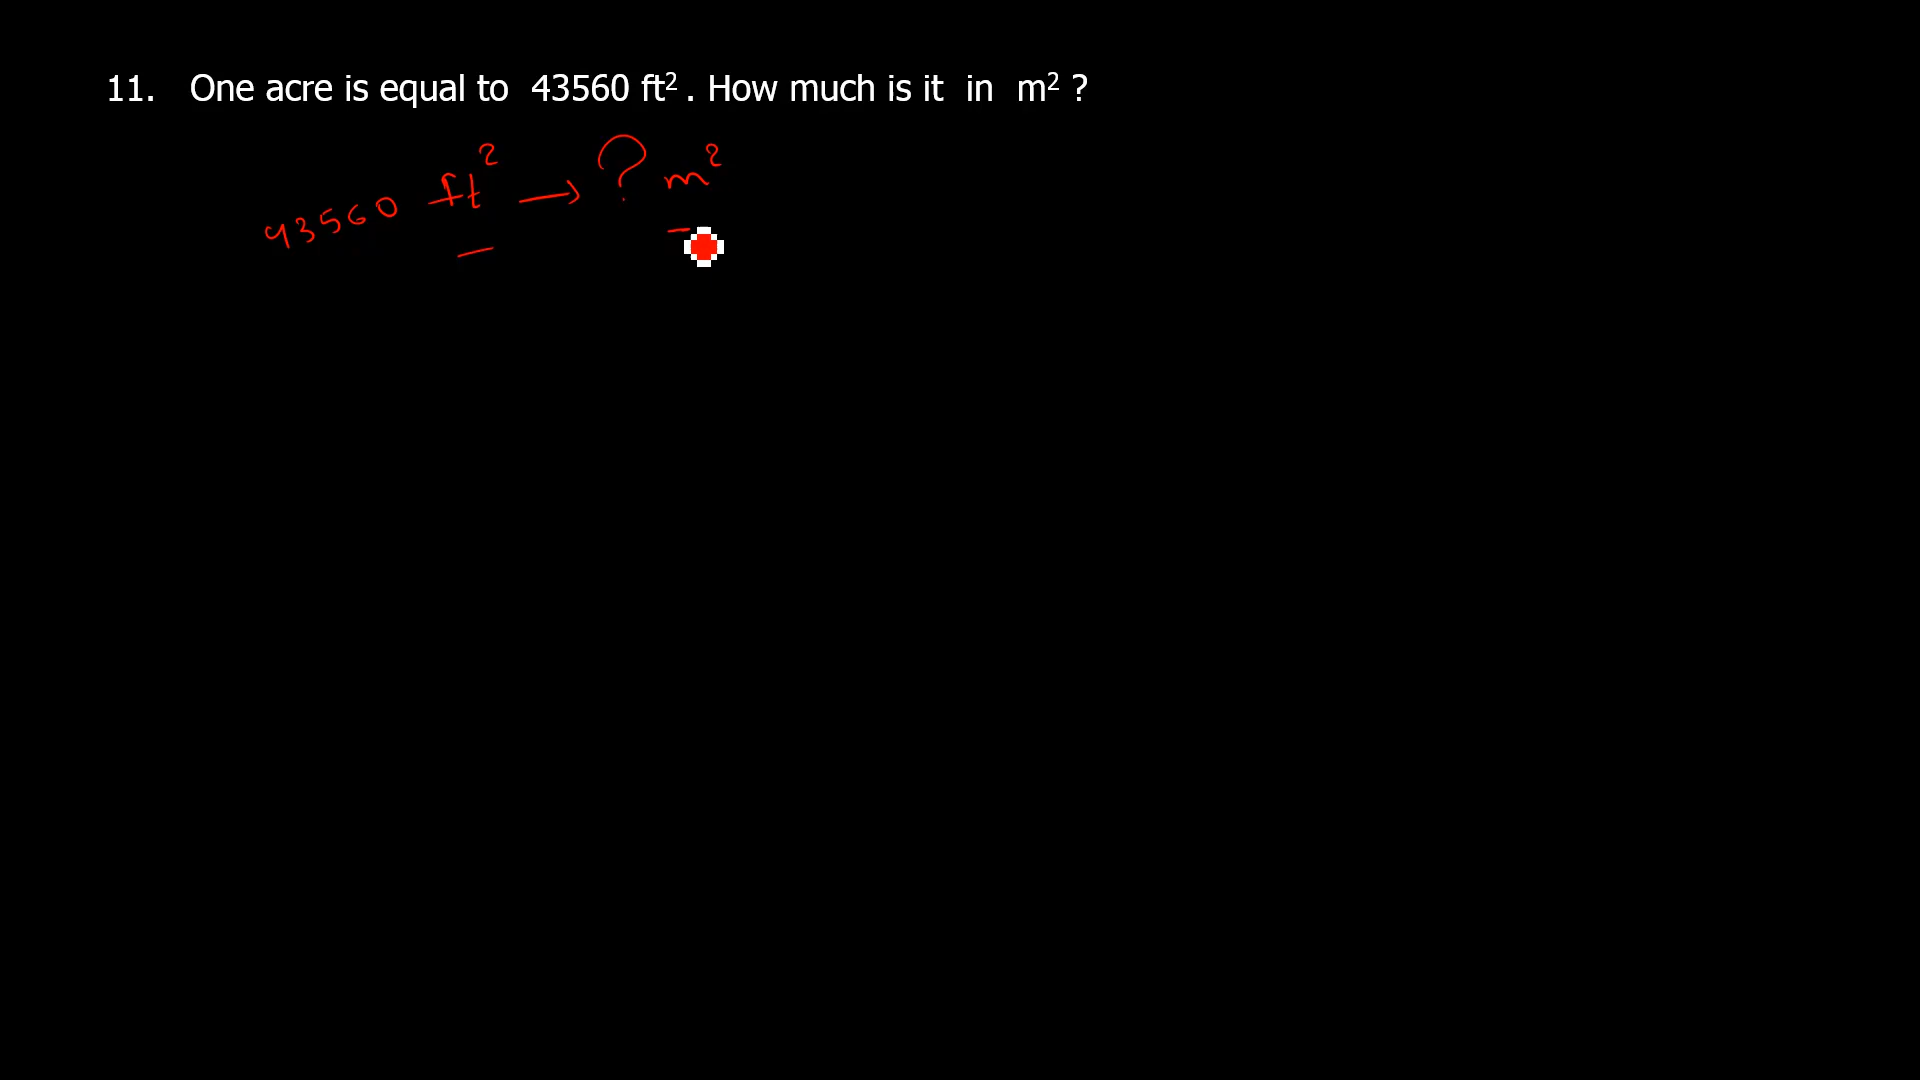 11. One acre is equal to 43560 ft². How much is it in m² ?
43560 ft² → ? m²